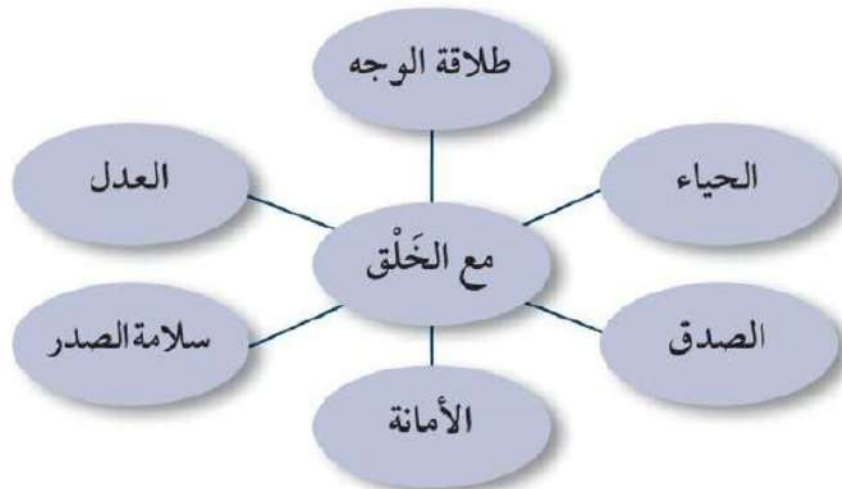 طلاقة الوجه
الحياء
العدل
مع الخَلْق
الصدق
سلامة الصدر
الأمانة